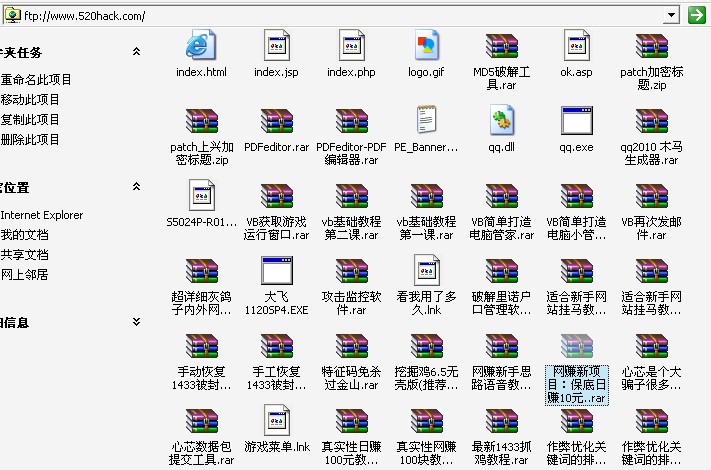 ftp://www.520hack.com/
夹任务
重命名此项目
移动此项目
复制此项目
删除此项目
位置
Internet Explorer
我的文档
共享文档
网上邻居
信息
index.html
index.jsp
index.php
logo.gif
MD5破解工
具.rar
ok.asp
patch加密标
题.zip
patch上兴加
密标题.zip
PDFeditor.rar
PDFeditor-PDF
编辑器.rar
PE_Banner...
qq.dll
qq.exe
qq2010 木马
生成器.rar
S5024P-R01...
VB获取游戏
运行窗口.rar
vb基础教程
第二课.rar
vb基础教程
第一课.rar
VB简单打造
电脑管家.rar
VB简单打造
电脑小管...
VB再次发邮
件.rar
超详细灰鸽
子内外网...
大飞
1120SP4.EXE
攻击监控软
件.rar
看我用了多
久.lnk
破解里诺户
口管理软...
适合新手网
站挂马教...
适合新手网
站挂马教...
手动恢复
1433被封...
手工恢复
1433被封...
特征码免杀
过金山.rar
挖掘鸡6.5无
壳版(推荐...
网赚新手思
路语音教...
网赚新项
目：保底日
赚10元..rar
心芯是个大
骗子很多...
心芯数据包
提交工具.rar
游戏菜单.lnk
真实性日赚
100元教...
真实性网赚
100块教...
最新1433抓
鸡教程.rar
作弊优化关
键词的排...
作弊优化关
键词的排...